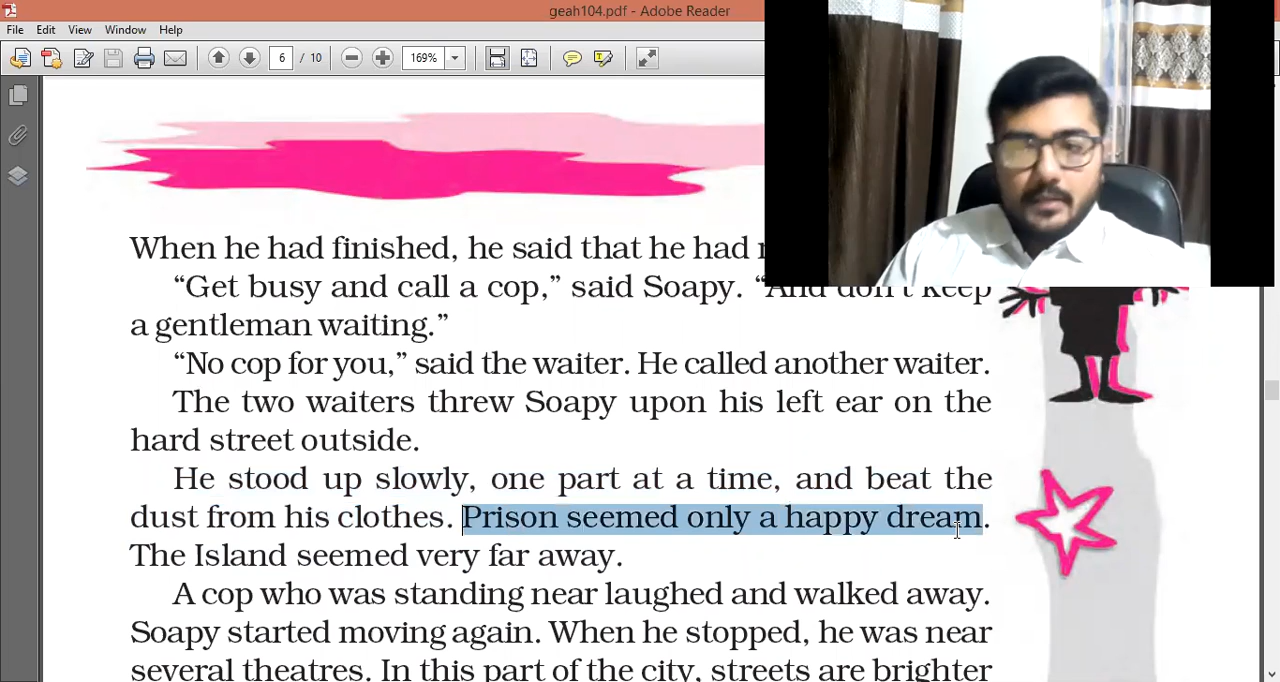 geah104.pdf - Adobe Reader
File Edit View Window Help
6 / 10 169%
When he had finished, he said that he had
“Get busy and call a cop,” said Soapy. “And don't keep
a gentleman waiting.”
“No cop for you,” said the waiter. He called another waiter.
The two waiters threw Soapy upon his left ear on the
hard street outside.
He stood up slowly, one part at a time, and beat the
dust from his clothes. Prison seemed only a happy dream.
The Island seemed very far away.
A cop who was standing near laughed and walked away.
Soapy started moving again. When he stopped, he was near
several theatres. In this part of the city, streets are brighter